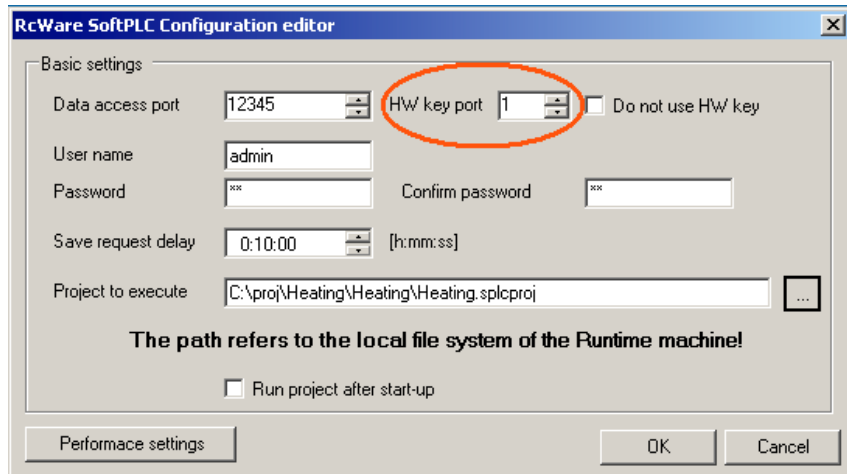 RcWare SoftPLC Configuration editor
Basic settings
Data access port 12345 HW key port 1 Do not use HW key
User name admin
Password ** Confirm password **
Save request delay 0:10:00 [h:mm:ss]
Project to execute C:\proj\Heating\Heating\Heating.splcproj ...
The path refers to the local file system of the Runtime machine!
Run project after start-up
Performace settings OK Cancel